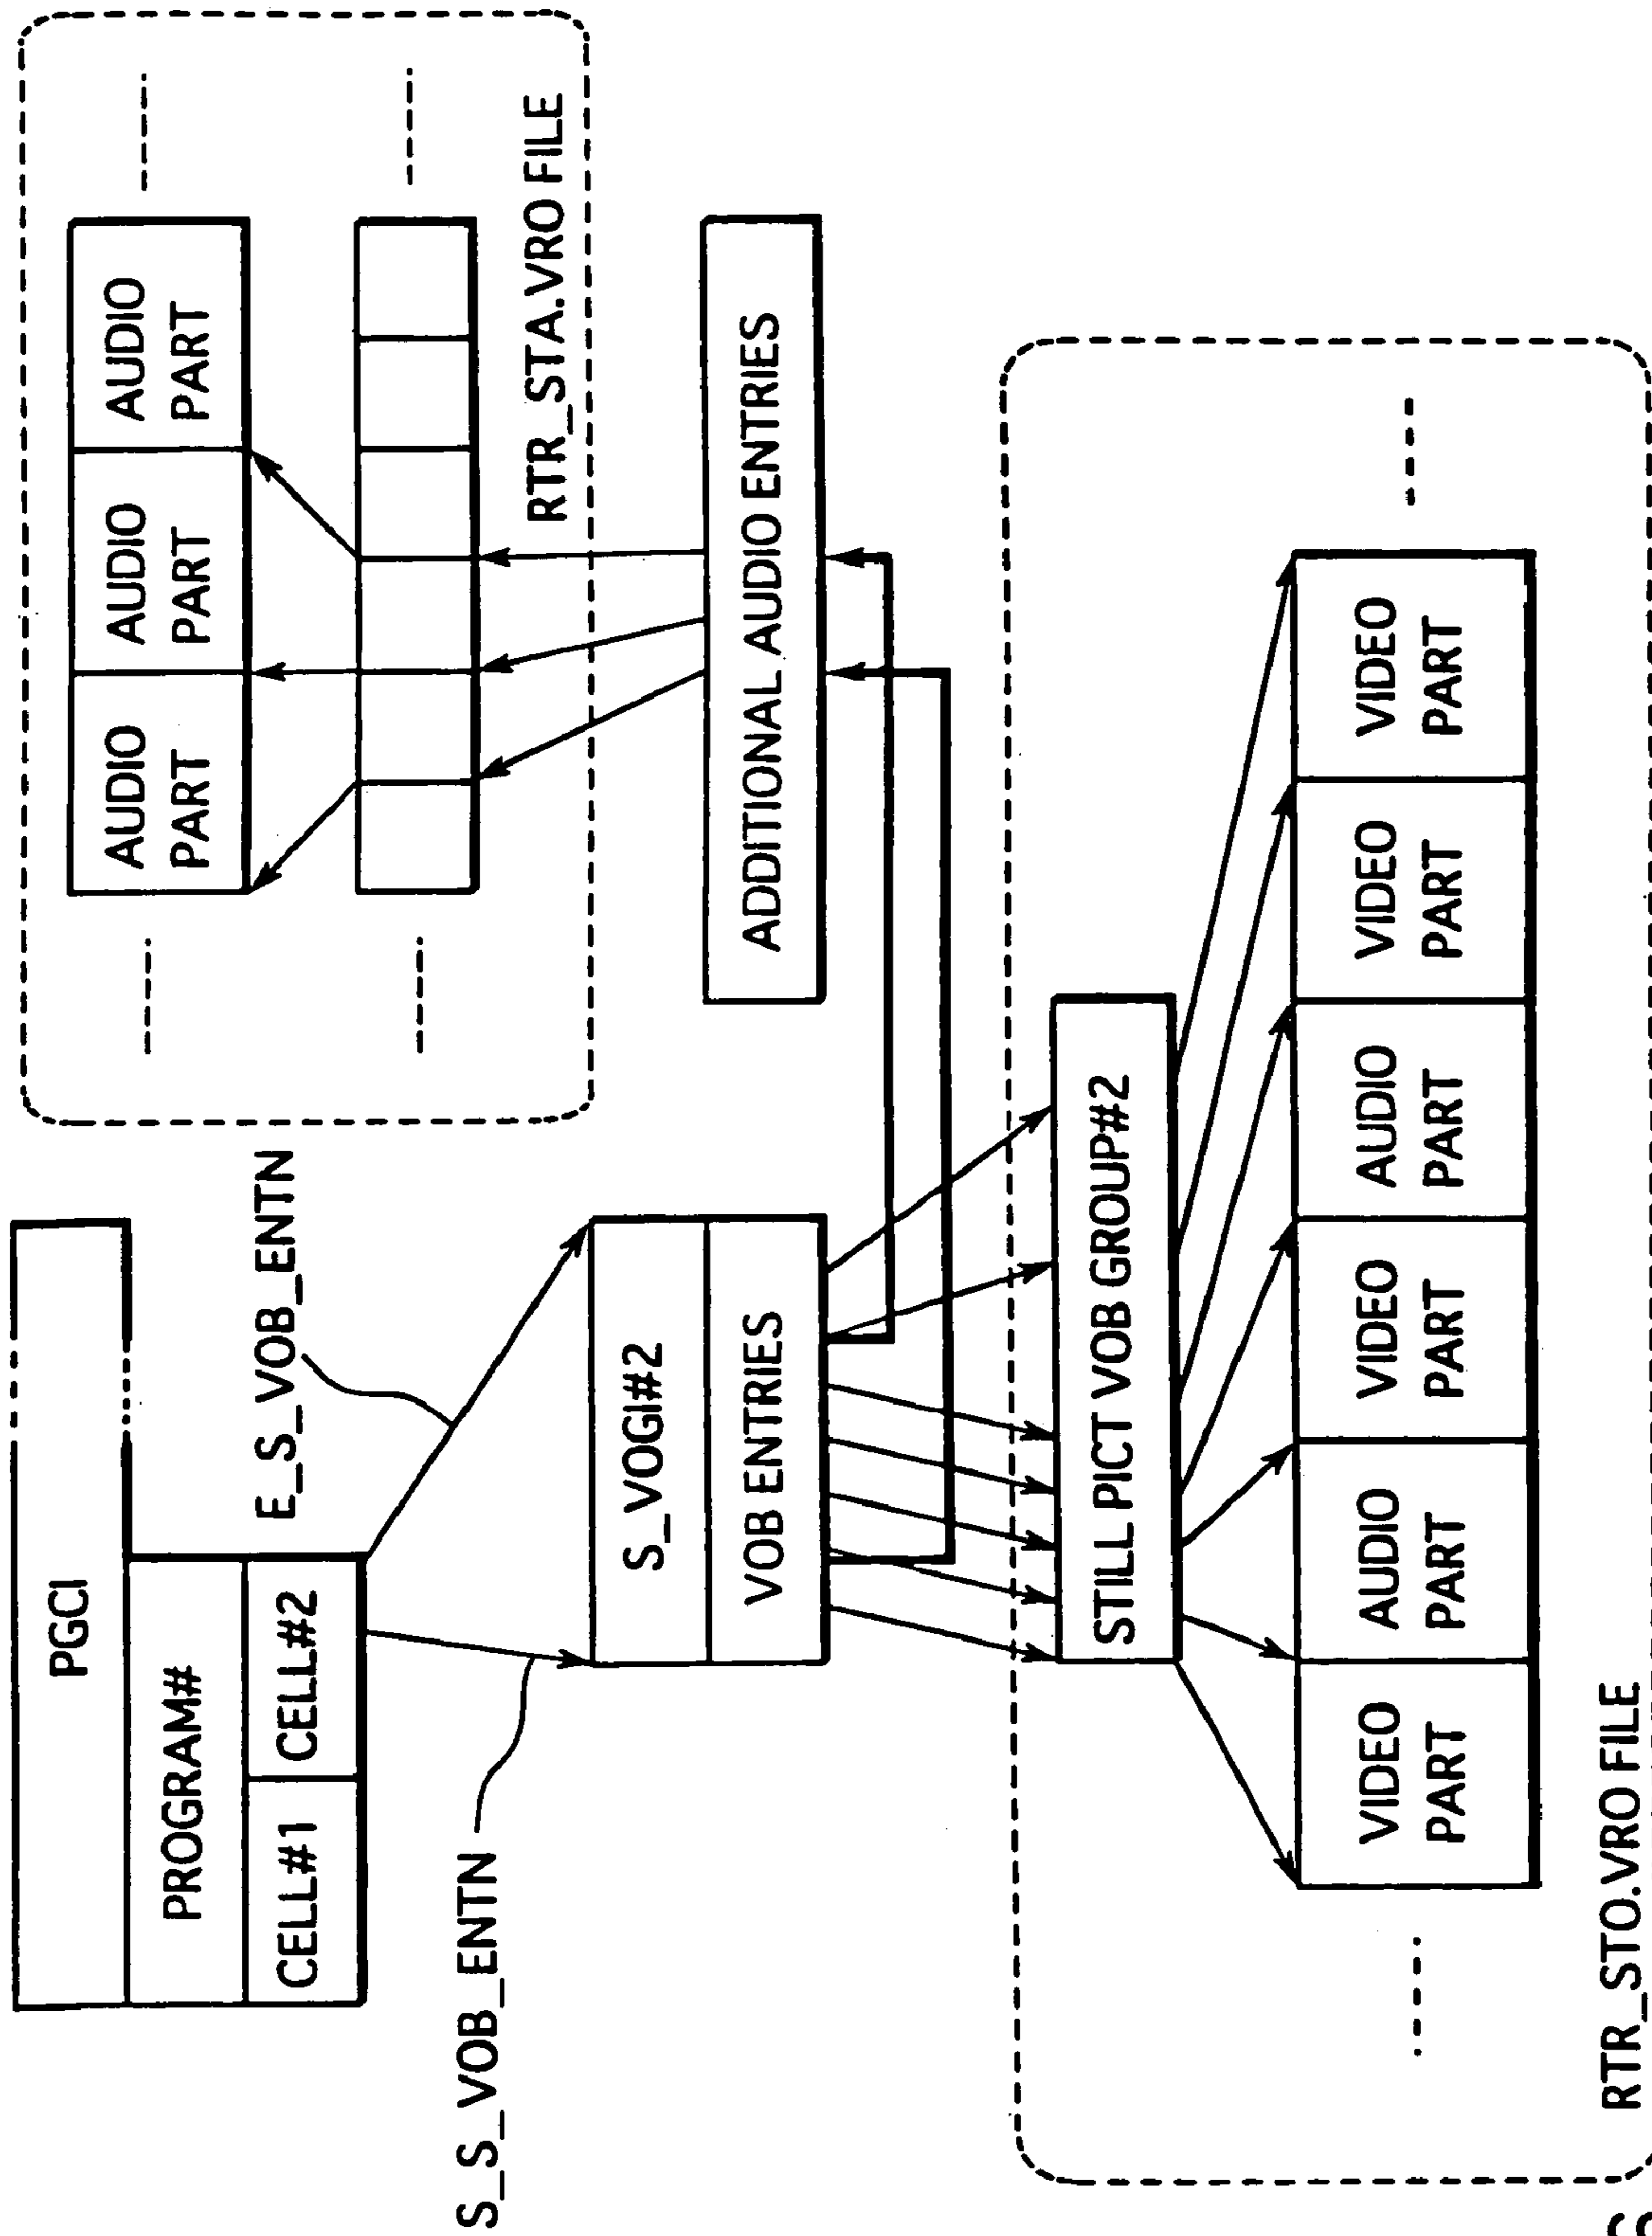 PGCI
PROGRAM#
CELL#1
CELL#2
E_S_VOB_ENTN
S_S_VOB_ENTN
S_VOGI#2
VOB ENTRIES
AUDIO
PART
AUDIO
PART
AUDIO
PART
RTR_STA.VRO FILE
ADDITIONAL AUDIO ENTRIES
STILL PICT VOB GROUP#2
VIDEO
PART
AUDIO
PART
VIDEO
PART
AUDIO
PART
VIDEO
PART
VIDEO
PART
RTR_STO.VRO FILE